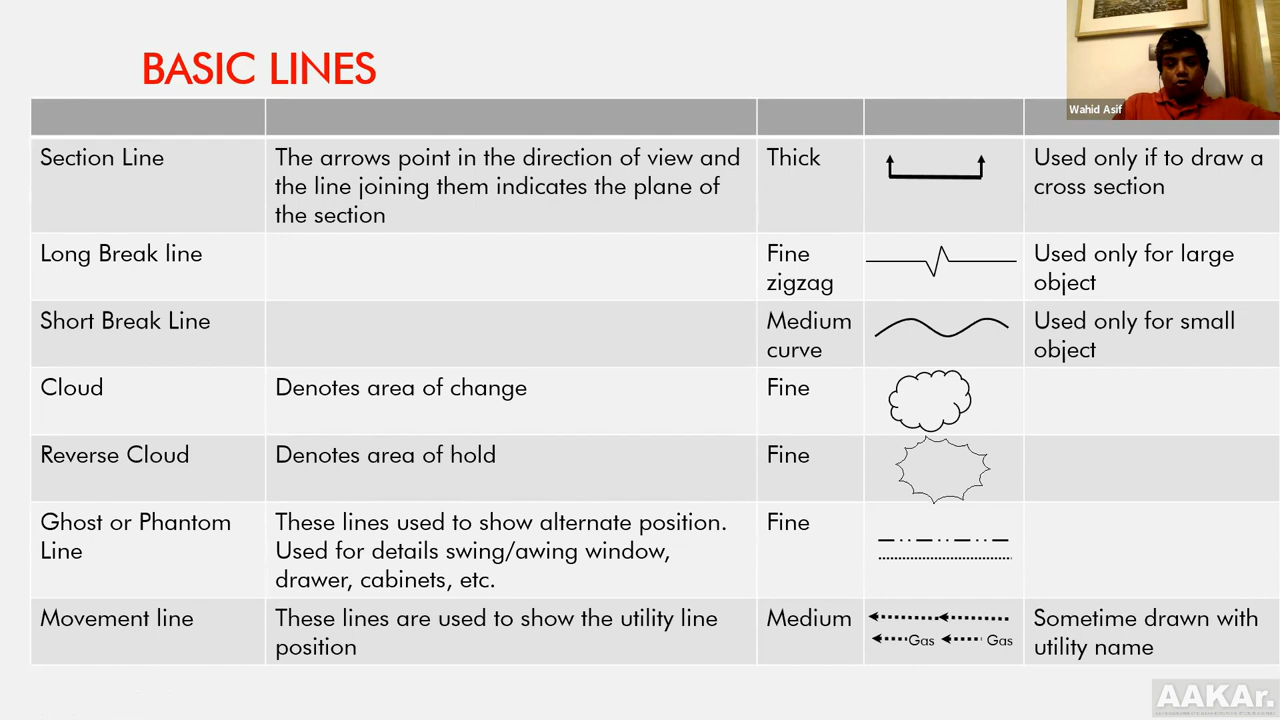 BASIC LINES
Wahid Asif
Section Line
The arrows point in the direction of view and
the line joining them indicates the plane of
the section
Thick
Used only if to draw a
cross section
Long Break line
Fine
zigzag
Used only for large
object
Short Break Line
Medium
curve
Used only for small
object
Cloud
Denotes area of change
Fine
Reverse Cloud
Denotes area of hold
Fine
Ghost or Phantom
Line
These lines used to show alternate position.
Used for details swing/awing window,
drawer, cabinets, etc.
Fine
Movement line
These lines are used to show the utility line
position
Medium
Gas
Gas
Sometime drawn with
utility name
AAKAr.